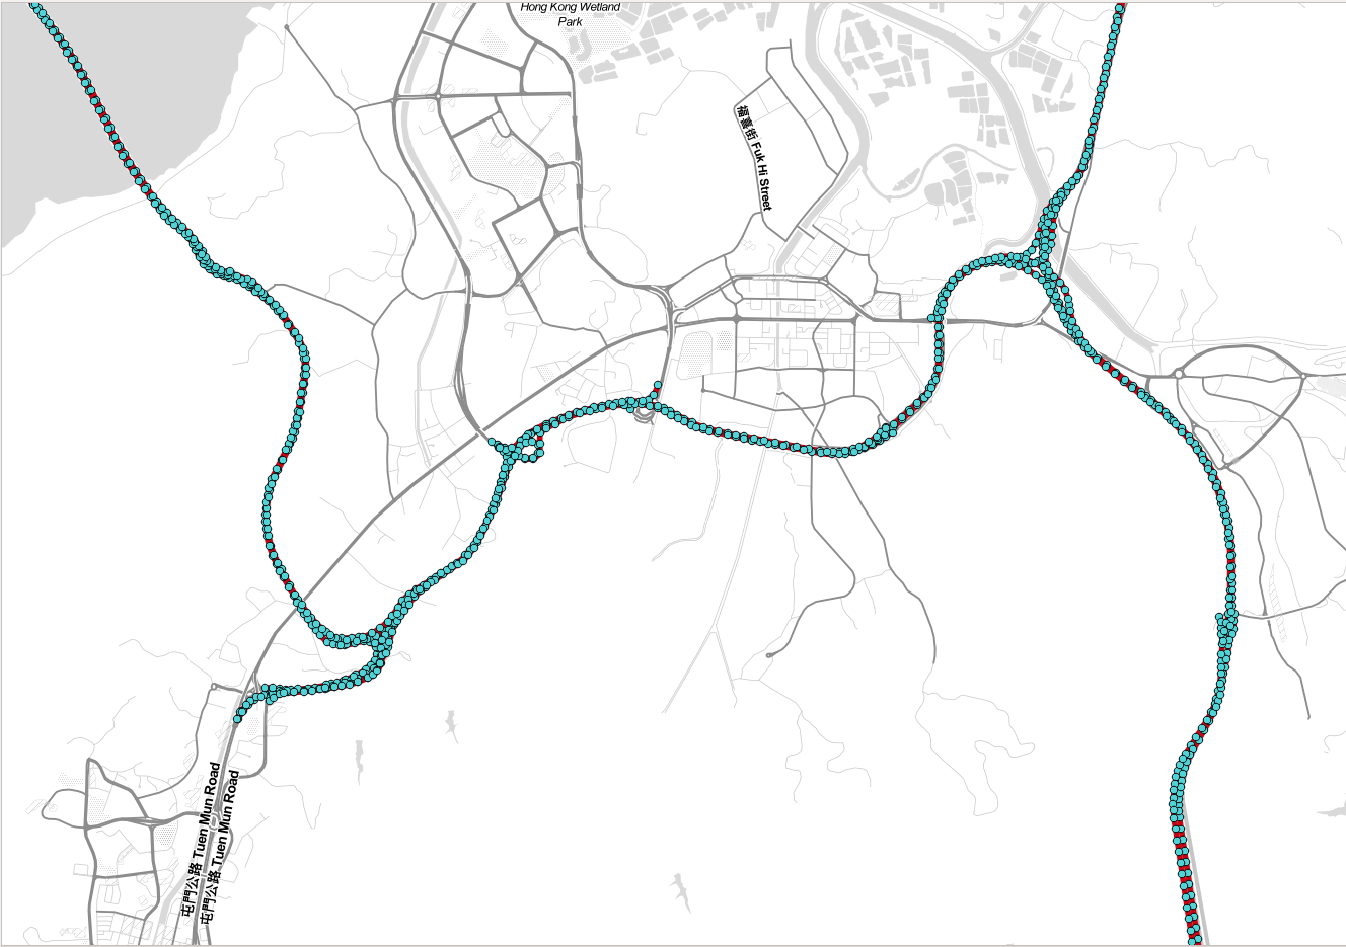 Hong Kong Wetland
Park
福喜街 Fuk Hi Street
屯門公路 Tuen Mun Road
屯門公路 Tuen Mun Road